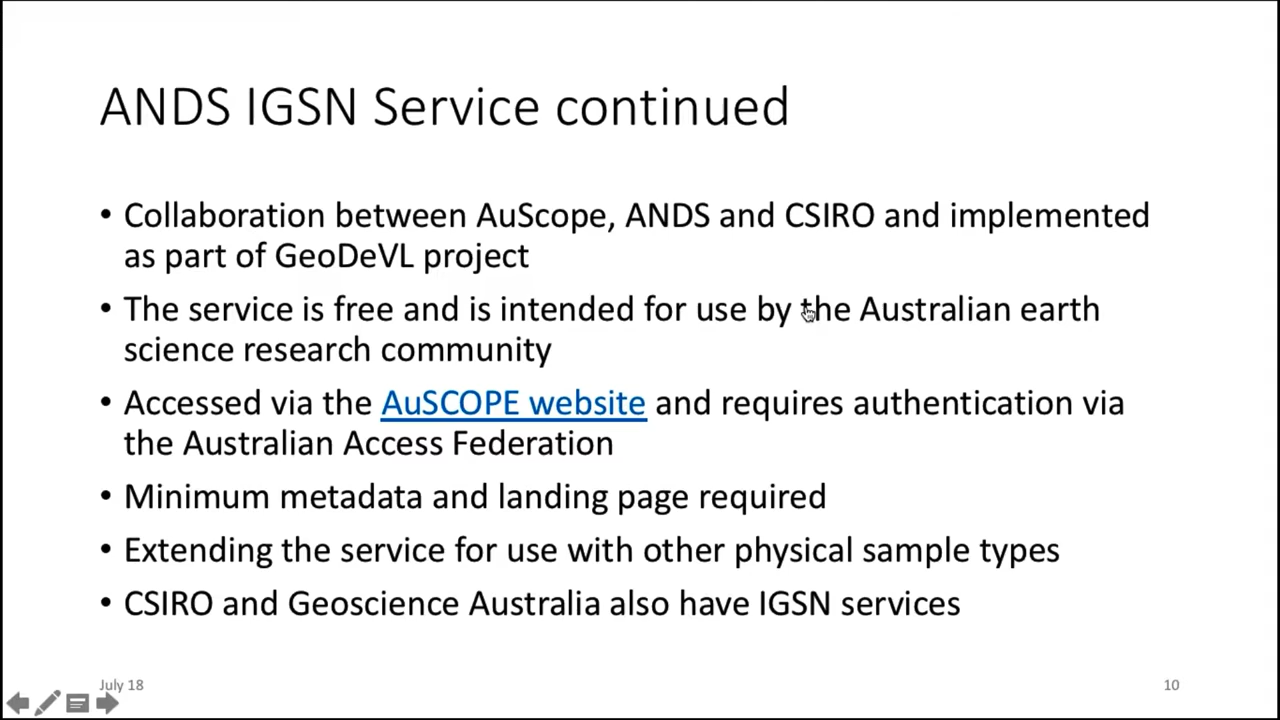 ANDS IGSN Service continued
• Collaboration between AuScope, ANDS and CSIRO and implemented
as part of GeoDeVL project
• The service is free and is intended for use by the Australian earth
science research community
• Accessed via the AuSCOPE website and requires authentication via
the Australian Access Federation
• Minimum metadata and landing page required
• Extending the service for use with other physical sample types
• CSIRO and Geoscience Australia also have IGSN services
July 18
10